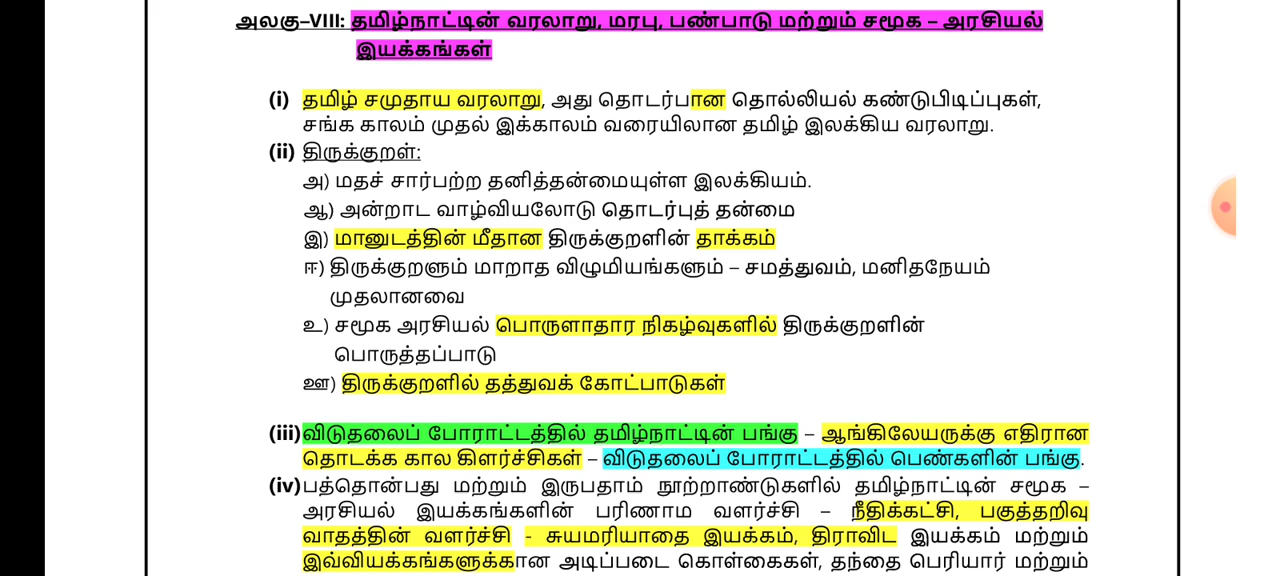 அலகு–VIII: தமிழ்நாட்டின் வரலாறு, மரபு, பண்பாடு மற்றும் சமூக – அரசியல்
இயக்கங்கள்
(i) தமிழ் சமுதாய வரலாறு, அது தொடர்பான தொல்லியல் கண்டுபிடிப்புகள்,
சங்க காலம் முதல் இக்காலம் வரையிலான தமிழ் இலக்கிய வரலாறு.
(ii) திருக்குறள்:
அ) மதச் சார்பற்ற தனித்தன்மையுள்ள இலக்கியம்.
ஆ) அன்றாட வாழ்வியலோடு தொடர்புத் தன்மை
இ) மானுடத்தின் மீதான திருக்குறளின் தாக்கம்
ஈ) திருக்குறளும் மாறாத விழுமியங்களும் – சமத்துவம், மனிதநேயம்
முதலானவை
உ) சமூக அரசியல் பொருளாதார நிகழ்வுகளில் திருக்குறளின்
பொருத்தப்பாடு
ஊ) திருக்குறளில் தத்துவக் கோட்பாடுகள்
(iii) விடுதலைப் போராட்டத்தில் தமிழ்நாட்டின் பங்கு – ஆங்கிலேயருக்கு எதிரான
தொடக்க கால கிளர்ச்சிகள் – விடுதலைப் போராட்டத்தில் பெண்களின் பங்கு.
(iv) பத்தொன்பது மற்றும் இருபதாம் நூற்றாண்டுகளில் தமிழ்நாட்டின் சமூக –
அரசியல் இயக்கங்களின் பரிணாம வளர்ச்சி – நீதிக்கட்சி, பகுத்தறிவு
வாதத்தின் வளர்ச்சி - சுயமரியாதை இயக்கம், திராவிட இயக்கம் மற்றும்
இவ்வியக்கங்களுக்கான அடிப்படை கொள்கைகள், தந்தை பெரியார் மற்றும்